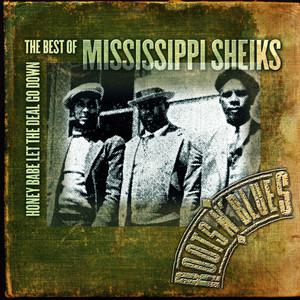 THE BEST OF MISSISSIPPI SHEIKS
HONEY BABE LET THE DEAL GO DOWN
ROOTS N' BLUES